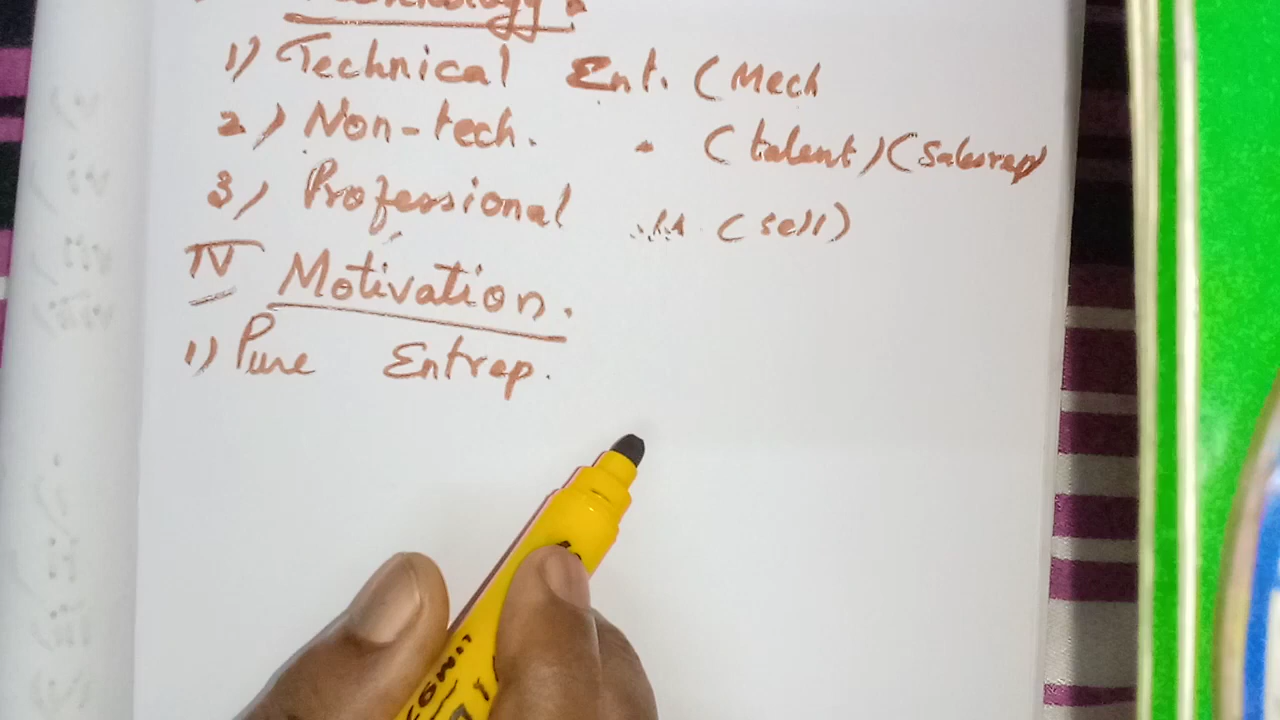 1) Technical Ent. (Mech
2) Non-tech. (talent) (Salesrep)
3) Professional (sell)
IV Motivation.
1) Pure Entrep.